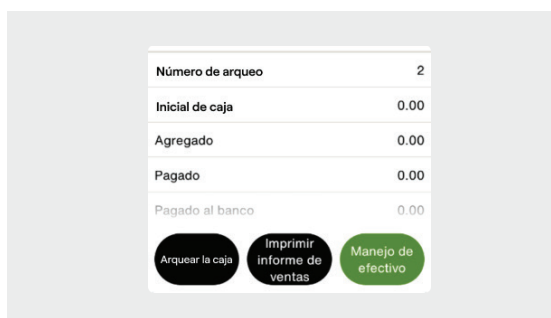 Número de arqueo 2
Inicial de caja 0.00
Agregado 0.00
Pagado 0.00
Pagado al banco 0.00
Arquear la caja
Imprimir
informe de
ventas
Manejo de
efectivo